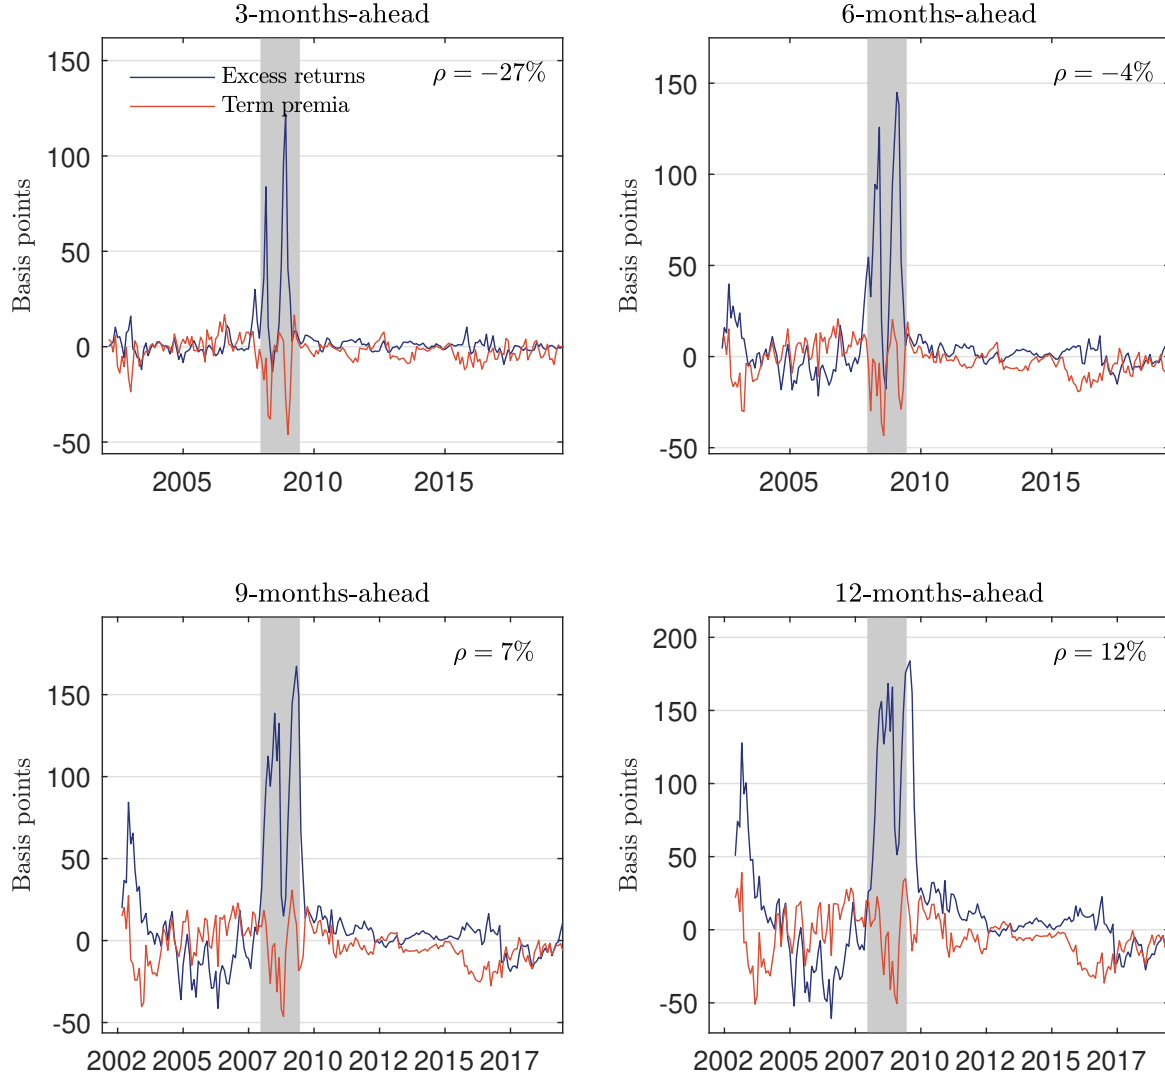 3-months-ahead
6-months-ahead
150
100
50
0
-50
Basis points
Excess returns
Term premia
ρ = −27%
2005
2010
2015
150
100
50
0
-50
Basis points
ρ = −4%
2005
2010
2015
9-months-ahead
12-months-ahead
150
100
50
0
-50
Basis points
ρ = 7%
2002 2005 2007 2010 2012 2015 2017
200
150
100
50
0
-50
Basis points
ρ = 12%
2002 2005 2007 2010 2012 2015 2017